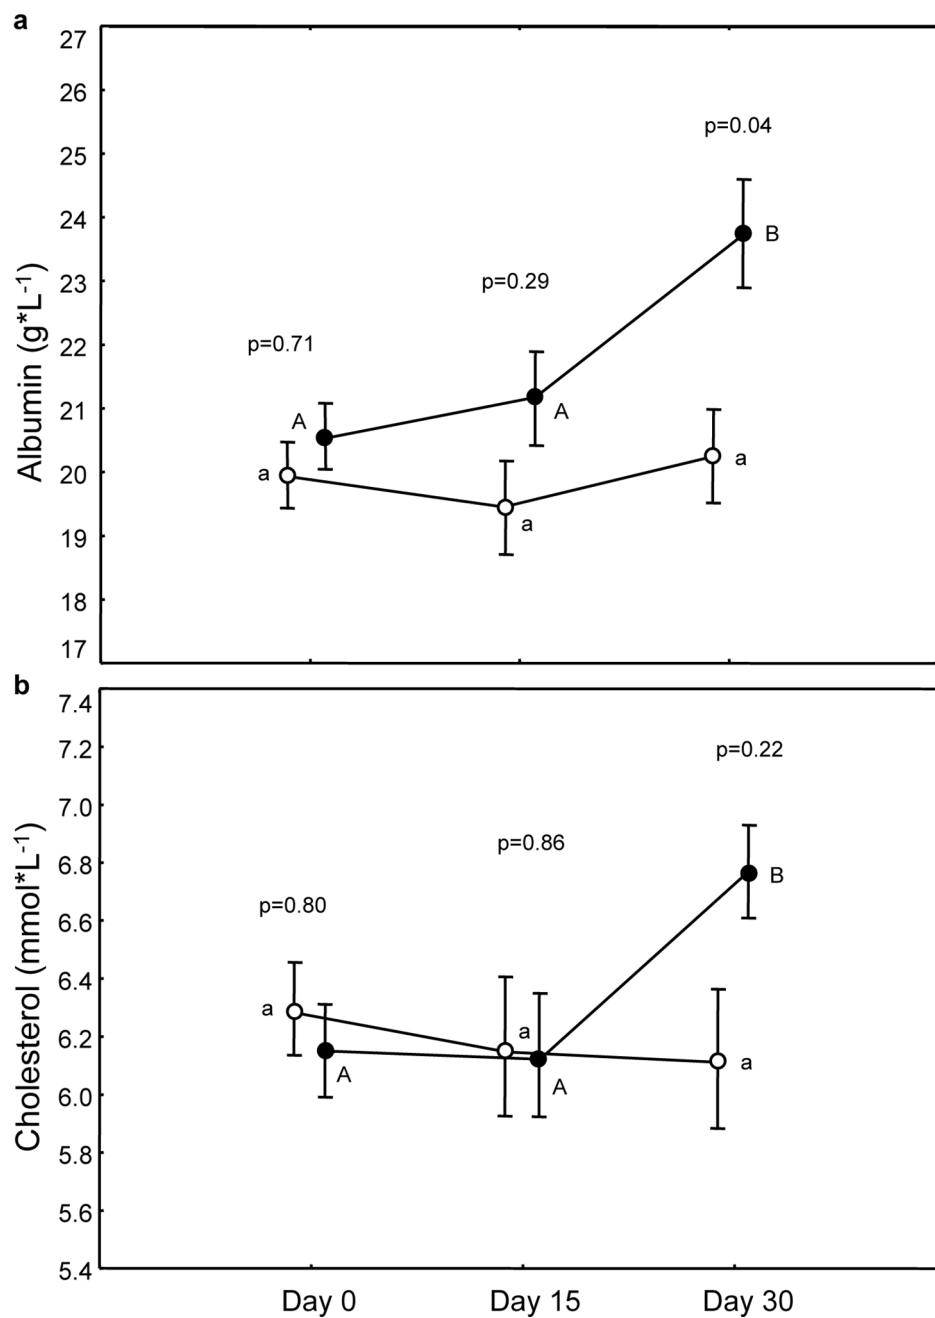 a
27
26
25
24
23
22
21
20
19
18
17
Albumin (g*L-1)
p=0.71
p=0.29
p=0.04
A
A
B
a
a
a
b
7.4
7.2
7.0
6.8
6.6
6.4
6.2
6.0
5.8
5.6
5.4
Cholesterol (mmol*L-1)
p=0.80
p=0.86
p=0.22
a
a
a
A
A
B
Day 0 Day 15 Day 30